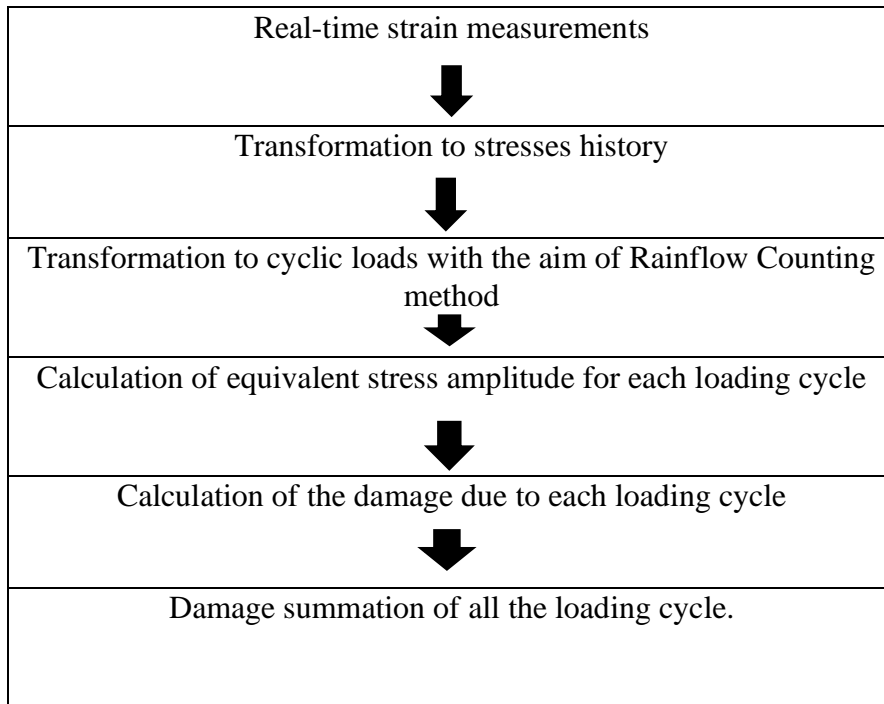 Real-time strain measurements
Transformation to stresses history
Transformation to cyclic loads with the aim of Rainflow Counting
method
Calculation of equivalent stress amplitude for each loading cycle
Calculation of the damage due to each loading cycle
Damage summation of all the loading cycle.